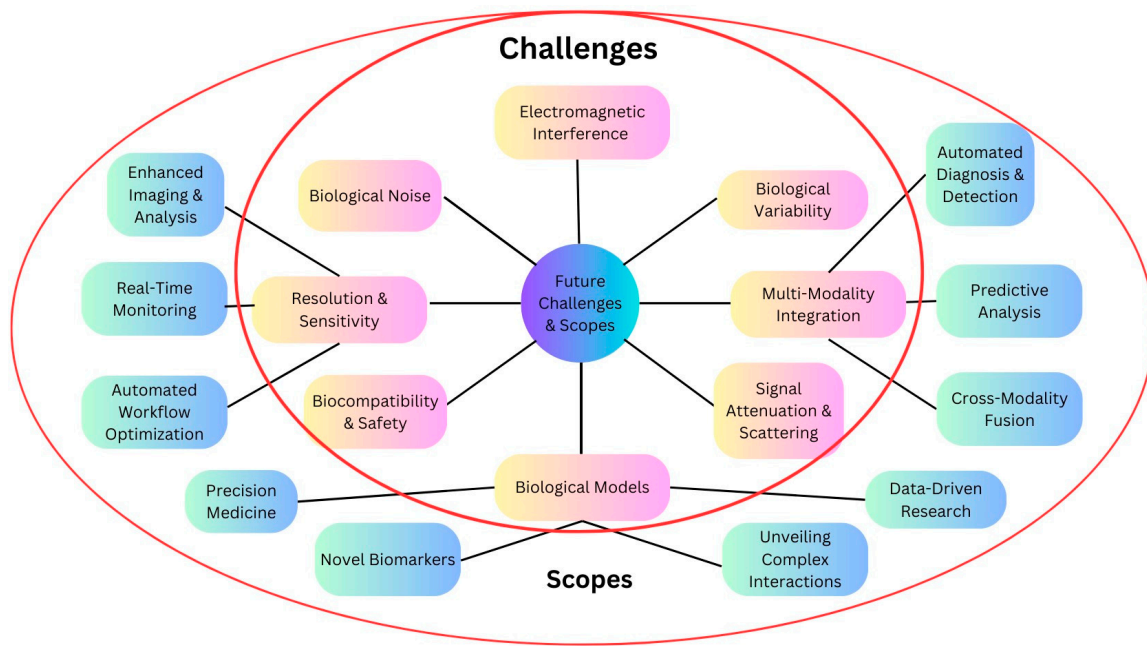 Challenges
Electromagnetic
Interference
Enhanced
Imaging &
Analysis
Biological Noise
Biological
Variability
Automated
Diagnosis &
Detection
Real-Time
Monitoring
Resolution &
Sensitivity
Future
Challenges
& Scopes
Multi-Modality
Integration
Predictive
Analysis
Automated
Workflow
Optimization
Biocompatibility
& Safety
Signal
Attenuation &
Scattering
Cross-Modality
Fusion
Precision
Medicine
Biological Models
Data-Driven
Research
Novel Biomarkers
Unveiling
Complex
Interactions
Scopes